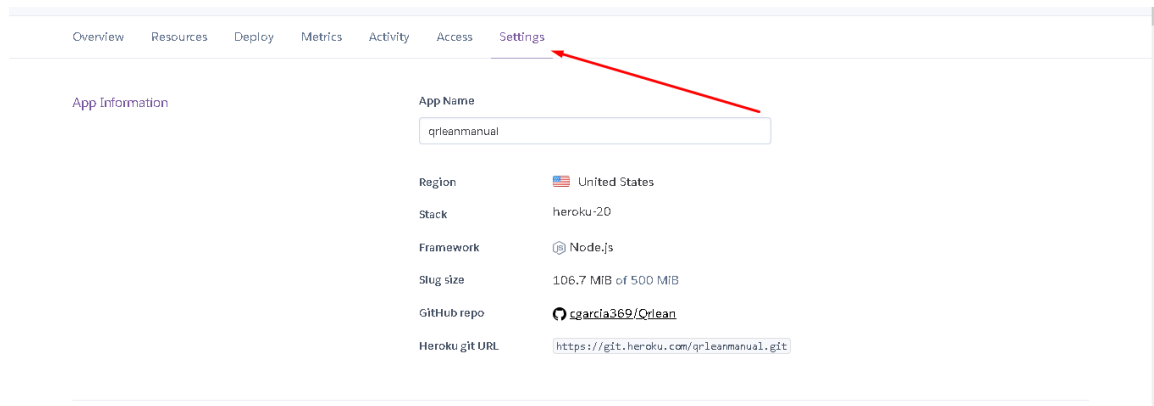 Overview Resources Deploy Metrics Activity Access Settings
App Information
App Name
qrleanmanual
Region United States
Stack heroku-20
Framework Node.js
Slug size 106.7 MiB of 500 MiB
GitHub repo cgarcia369/Qrlean
Heroku git URL https://git.heroku.com/qrleanmanual.git